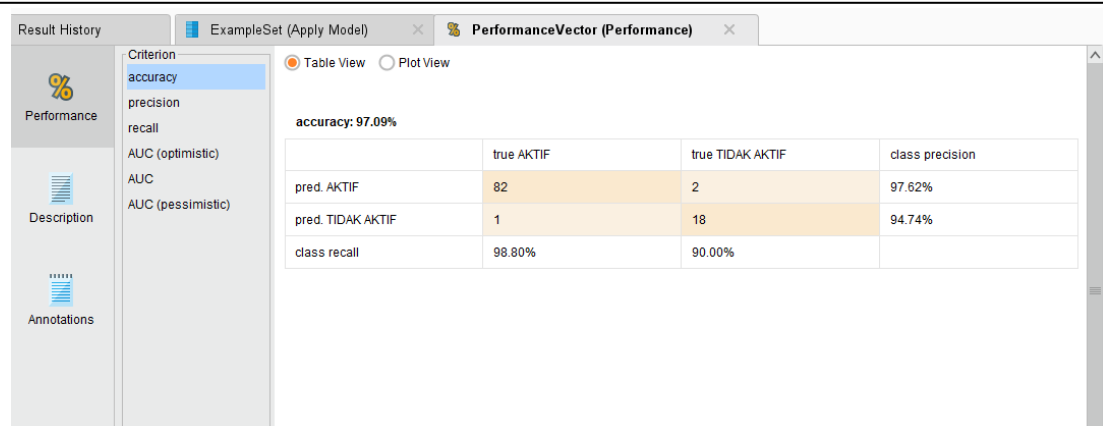 Result History
ExampleSet (Apply Model)
% PerformanceVector (Performance)
%
Performance
Description
Annotations
Criterion
accuracy
precision
recall
AUC (optimistic)
AUC
AUC (pessimistic)
Table View Plot View
accuracy: 97.09%
true AKTIF true TIDAK AKTIF class precision
pred. AKTIF 82 2 97.62%
pred. TIDAK AKTIF 1 18 94.74%
class recall 98.80% 90.00%